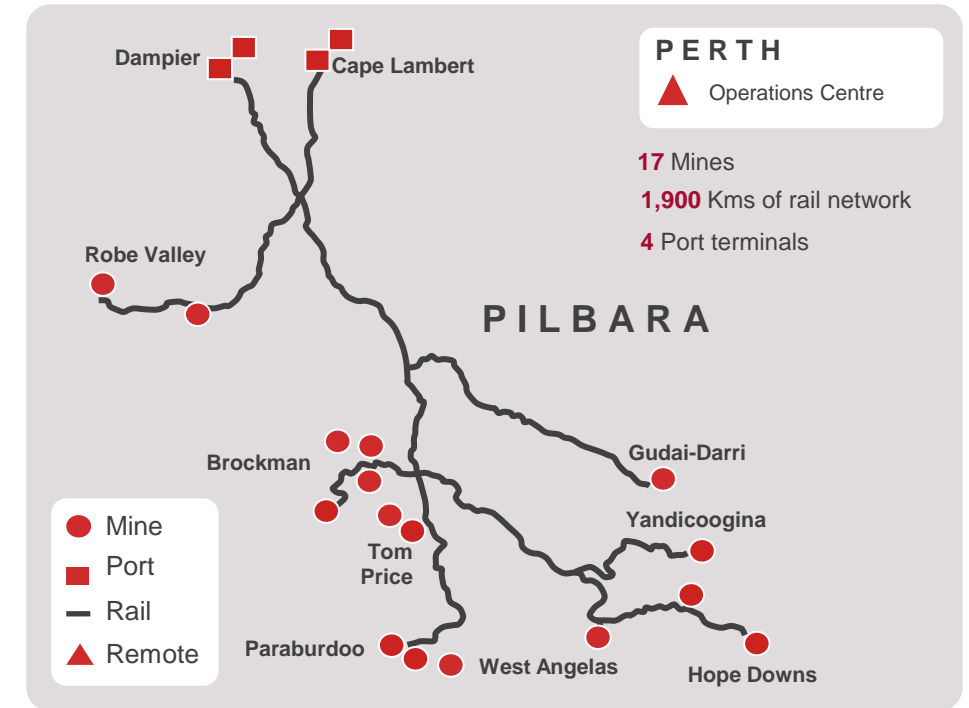 Dampier
Cape Lambert
PERTH
Operations Centre
17 Mines
1,900 Kms of rail network
4 Port terminals
Robe Valley
PILBARA
Brockman
Gudai-Darri
Yandicoogina
Tom
Price
Paraburdoo
West Angelas
Hope Downs
Mine
Port
Rail
Remote